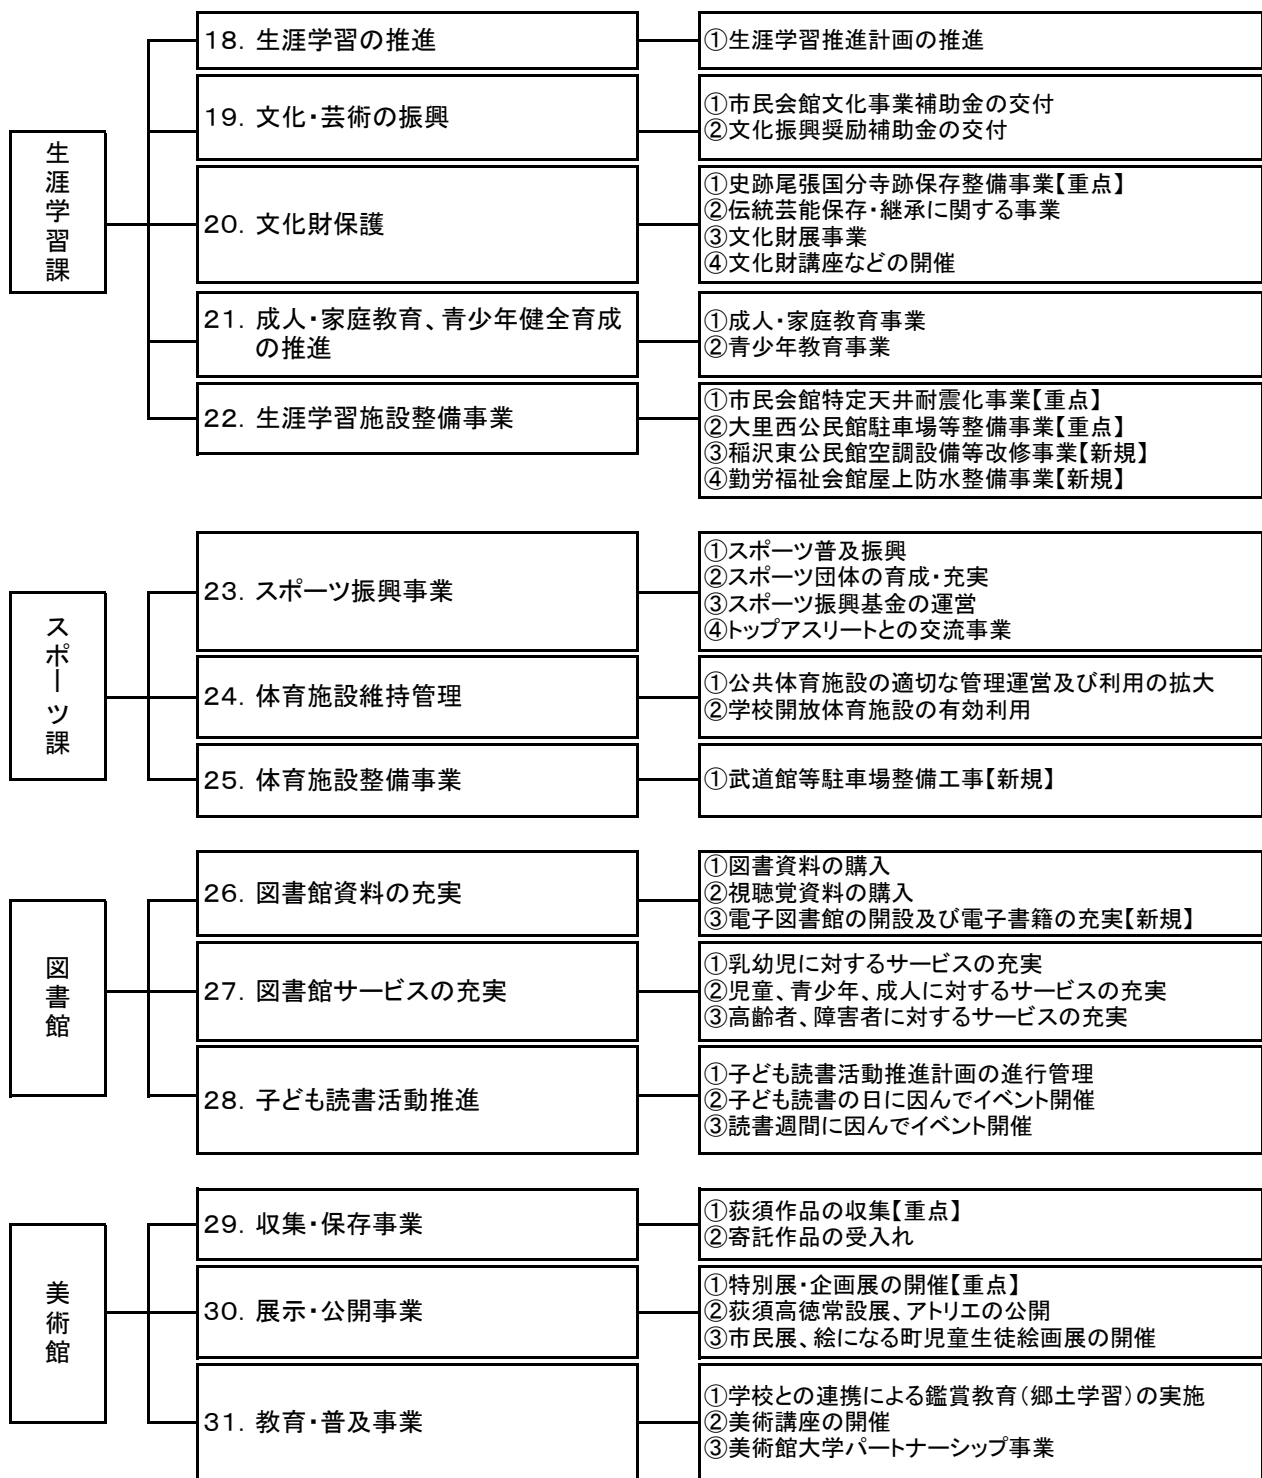 生涯学習課
18. 生涯学習の推進
①生涯学習推進計画の推進
19. 文化・芸術の振興
①市民会館文化事業補助金の交付
②文化振興奨励補助金の交付
20. 文化財保護
①史跡尾張国分寺跡保存整備事業【重点】
②伝統芸能保存・継承に関する事業
③文化財展事業
④文化財講座などの開催
21. 成人・家庭教育、青少年健全育成
の推進
①成人・家庭教育事業
②青少年教育事業
22. 生涯学習施設整備事業
①市民会館特定天井耐震化事業【重点】
②大里西公民館駐車場等整備事業【重点】
③稲沢東公民館空調設備等改修事業【新規】
④勤労福祉会館屋上防水整備事業【新規】
スポーツ課
23. スポーツ振興事業
①スポーツ普及振興
②スポーツ団体の育成・充実
③スポーツ振興基金の運営
④トップアスリートとの交流事業
24. 体育施設維持管理
①公共体育施設の適切な管理運営及び利用の拡大
②学校開放体育施設の有効利用
25. 体育施設整備事業
①武道館等駐車場整備工事【新規】
図書館
26. 図書館資料の充実
①図書資料の購入
②視聴覚資料の購入
③電子図書館の開設及び電子書籍の充実【新規】
27. 図書館サービスの充実
①乳幼児に対するサービスの充実
②児童、青少年、成人に対するサービスの充実
③高齢者、障害者に対するサービスの充実
28. 子ども読書活動推進
①子ども読書活動推進計画の進行管理
②子ども読書の日に因んでイベント開催
③読書週間に因んでイベント開催
美術館
29. 収集・保存事業
①荻須作品の収集【重点】
②寄託作品の受入れ
30. 展示・公開事業
①特別展・企画展の開催【重点】
②荻須高徳常設展、アトリエの公開
③市民展、絵になる町児童生徒絵画展の開催
31. 教育・普及事業
①学校との連携による鑑賞教育(郷土学習)の実施
②美術講座の開催
③美術館大学パートナーシップ事業